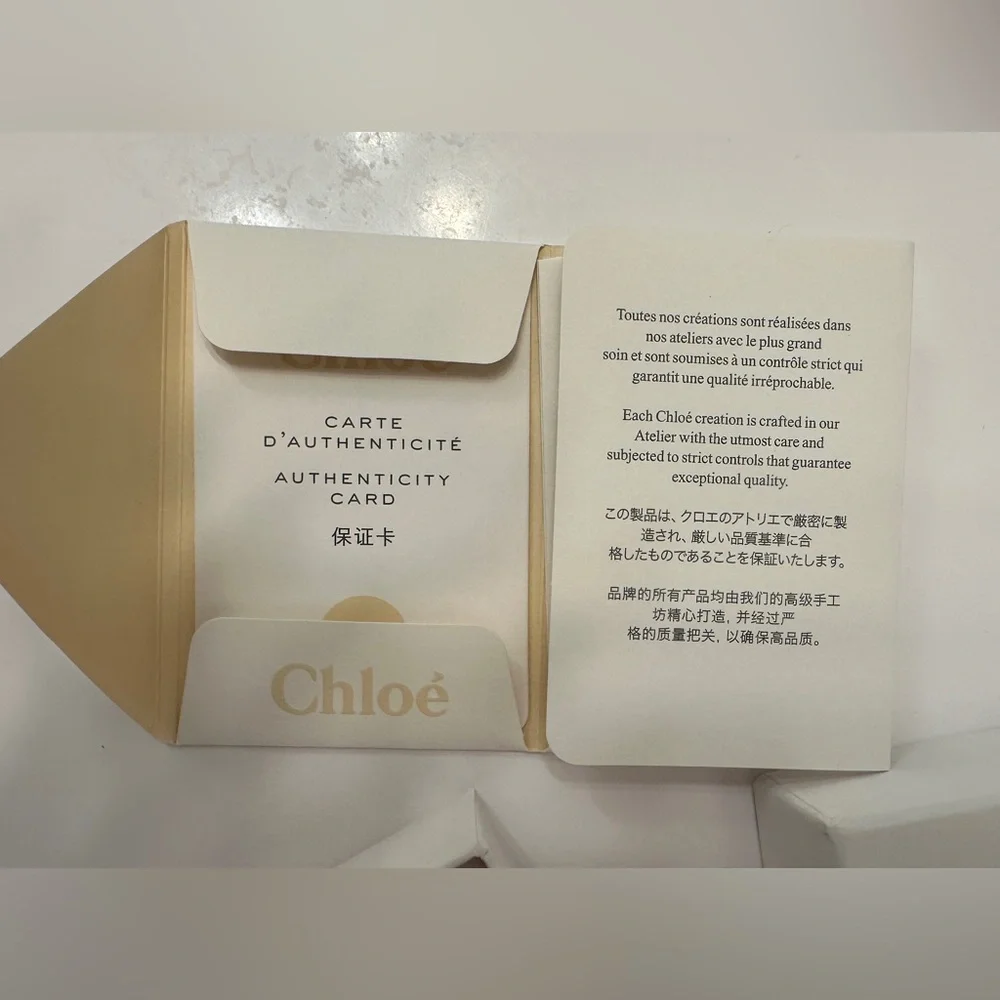 Chloé
CARTE
D'AUTHENTICITÉ
AUTHENTICITY
CARD
保证卡
Chloé
Toutes nos créations sont réalisées dans
nos ateliers avec le plus grand
soin et sont soumises à un contrôle strict qui
garantit une qualité irréprochable.
Each Chloé creation is crafted in our
Atelier with the utmost care and
subjected to strict controls that guarantee
exceptional quality.
この製品は、クロエのアトリエで厳密に製
造され、厳しい品質基準に合
格したものであることを保証いたします。
品牌的所有产品均由我们的高级手工
坊精心打造, 并经过严
格的质量把关, 以确保高品质。